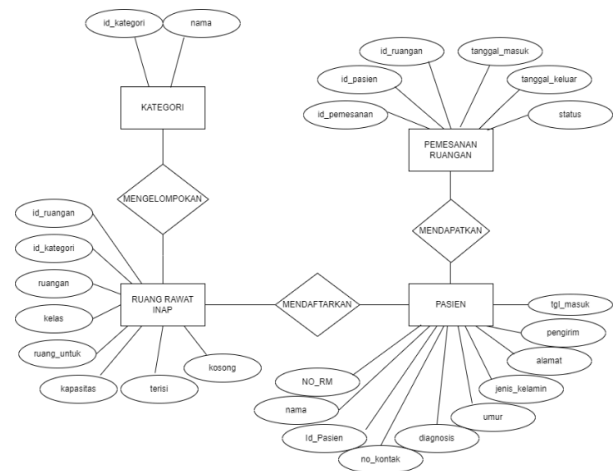 id_kategori
nama
id_ruangan
tanggal_masuk
id_pasien
tanggal_keluar
id_pemesanan
status
KATEGORI
PEMESANAN
RUANGAN
MENGELOMPOKAN
MENDAPATKAN
id_ruangan
id_kategori
ruangan
kelas
ruang_untuk
kapasitas
terisi
kosong
RUANG RAWAT
INAP
MENDAFTARKAN
PASIEN
tgl_masuk
pengirim
alamat
jenis_kelamin
umur
diagnosis
no_kontak
Id_Pasien
nama
NO_RM